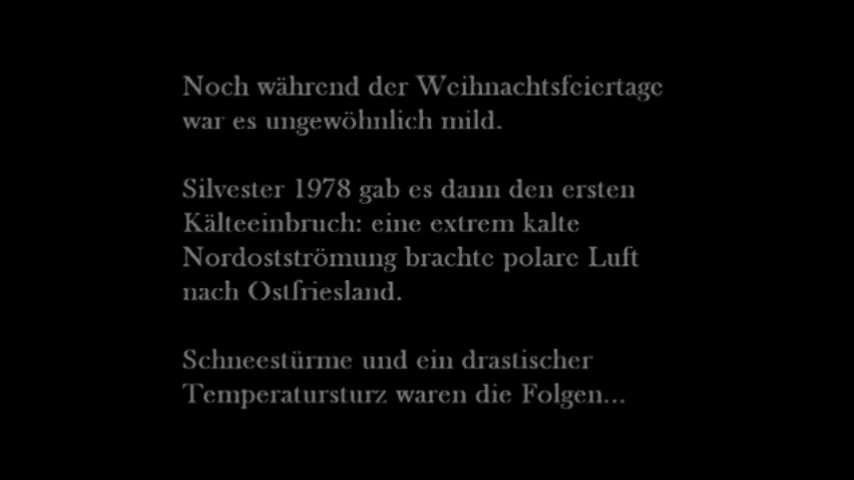 Noch während der Weihnachtsfeiertage
war es ungewöhnlich mild.
Silvester 1978 gab es dann den ersten
Kälteeinbruch: eine extrem kalte
Nordostströmung brachte polare Luft
nach Ostfriesland.
Schneestürme und ein drastischer
Temperatursturz waren die Folgen...